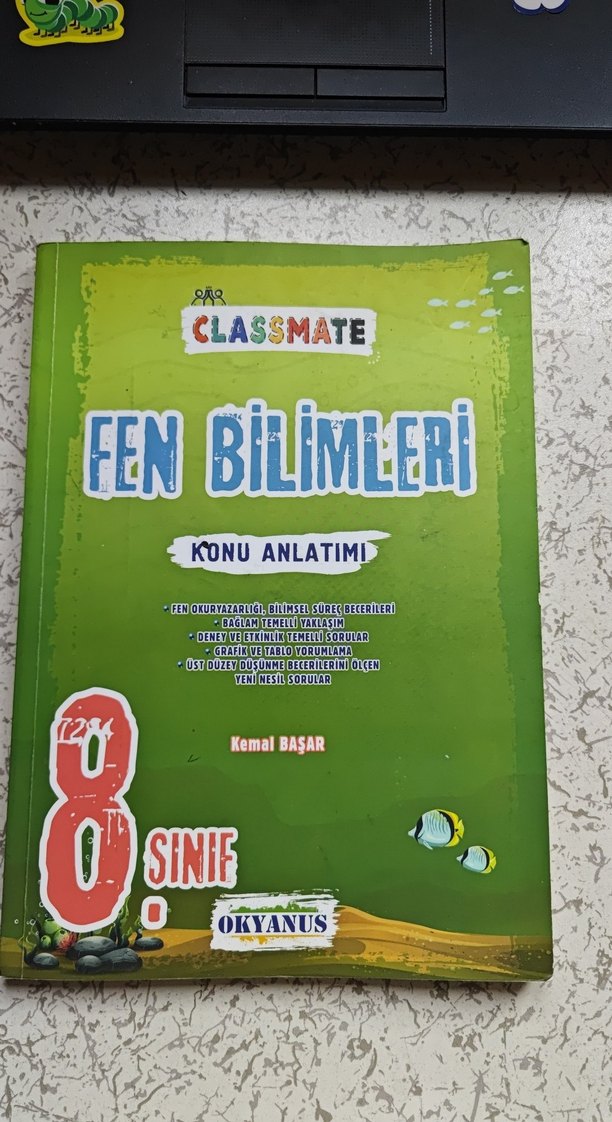 CLASSMATE
FEN BİLİMLERİ
KONU ANLATIMI
• FEN OKURYAZARLIĞI, BİLİMSEL SÜREÇ BECERİLERİ
• BAĞLAM TEMELLİ YAKLAŞIM
• DENEY VE ETKİNLİK TEMELLİ SORULAR
• GRAFİK VE TABLO YORUMLAMA
• ÜST DÜZEY DÜŞÜNME BECERİLERİNİ ÖLÇEN
YENİ NESİL SORULAR
Kemal BAŞAR
8.
SINIF
OKYANUS